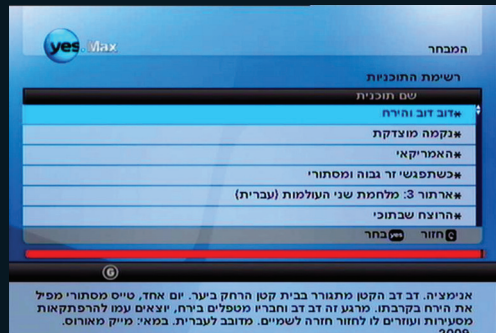 yes Max
המבחר
רשימת התוכניות
שם תוכנית
*דוב דוב והירח
*נקמה מוצדקת
*האמריקאי
*כשתפגשי זר גבוה ומסתורי
*ארתור 3: מלחמת שני העולמות (עברית)
*הרוצח שבתוכי
חזור yes בחר
G
אנימציה. דב דב הקטן מתגורר בבית קטן הרחק ביער. יום אחד, טייס מסתורי מפיל
את הירח בקרבתו. מרגע זה דב דב וחבריו מטפלים בירח, יוצאים עמו להרפתקאות
מסעירות ועוזרים לו לחזור חזרה לשמיים. מדובב לעברית. במאי: מייק מאורוס.
2009